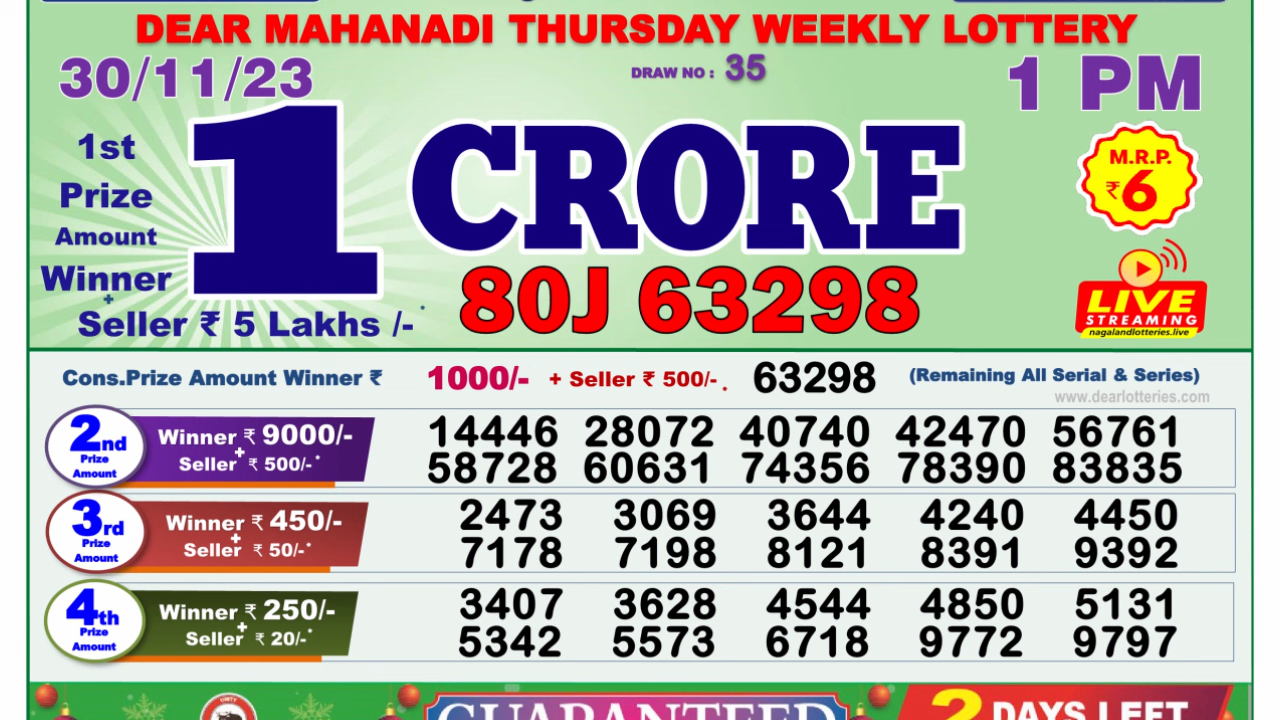 DEAR MAHANADI THURSDAY WEEKLY LOTTERY
30/11/23
DRAW NO : 35
1 PM
1st
Prize
Amount
Winner
+
Seller ₹ 5 Lakhs /- *
1 CRORE
80J 63298
M.R.P.
₹6
LIVE
STREAMING
nagalandlotteries.live
Cons.Prize Amount Winner ₹ 1000/- + Seller ₹ 500/- . 63298 (Remaining All Serial & Series)
www.dearlotteries.com
2nd
Prize
Amount
Winner ₹ 9000/-
+
Seller ₹ 500/- *
14446 28072 40740 42470 56761
58728 60631 74356 78390 83835
3rd
Prize
Amount
Winner ₹ 450/-
+
Seller ₹ 50/- *
2473 3069 3644 4240 4450
7178 7198 8121 8391 9392
4th
Prize
Amount
Winner ₹ 250/-
+
Seller ₹ 20/- *
3407 3628 4544 4850 5131
5342 5573 6718 9772 9797
GUARANTEED
2 DAYS LEFT